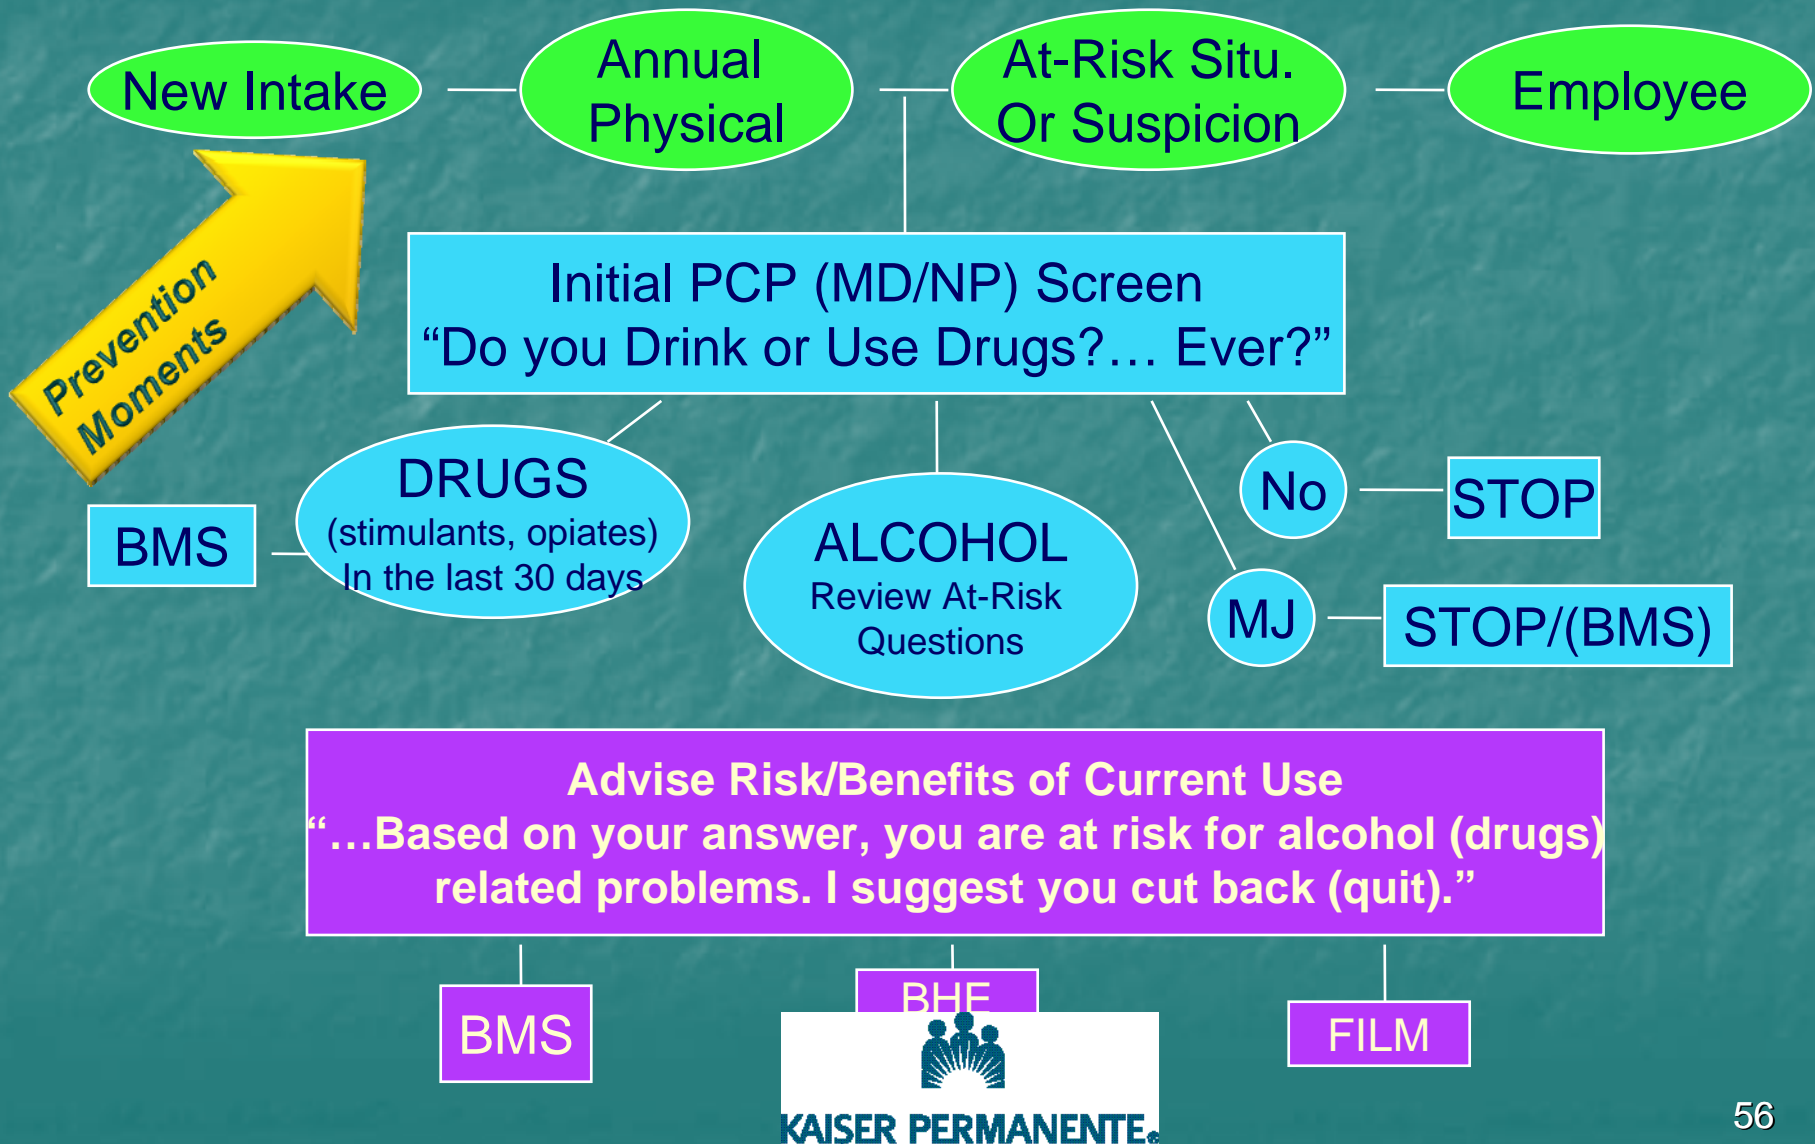 New Intake
Annual
Physical
At-Risk Situ.
Or Suspicion
Employee
Prevention
Moments
Initial PCP (MD/NP) Screen
“Do you Drink or Use Drugs?… Ever?”
BMS
DRUGS
(stimulants, opiates)
In the last 30 days
ALCOHOL
Review At-Risk
Questions
No
STOP
MJ
STOP/(BMS)
Advise Risk/Benefits of Current Use
“…Based on your answer, you are at risk for alcohol (drugs)
related problems. I suggest you cut back (quit).”
BMS
BHE
FILM
KAISER PERMANENTE®
56